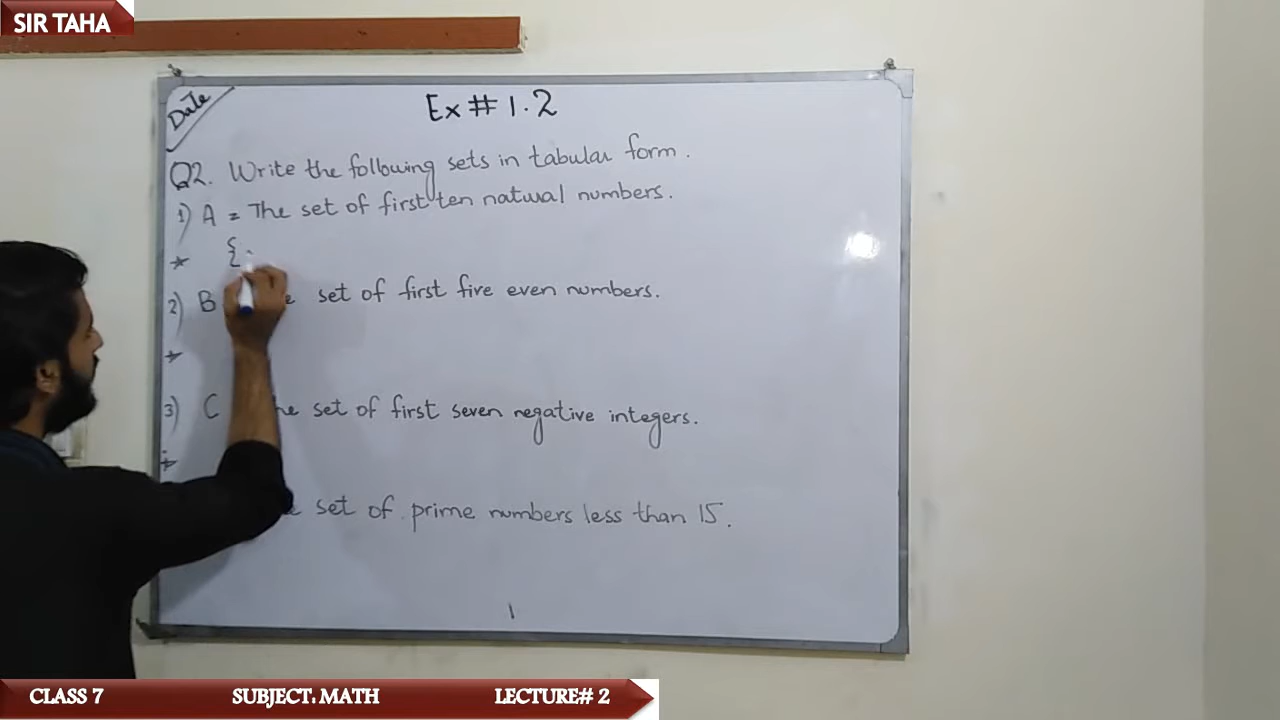 SIR TAHA
Date
Ex # 1.2
Q2. Write the following sets in tabular form.
1) A = The set of first ten natural numbers.
* {
2) B set of first five even numbers.
*
3) C set of first seven negative integers.
*
set of prime numbers less than 15.
1
CLASS 7 SUBJECT: MATH LECTURE# 2